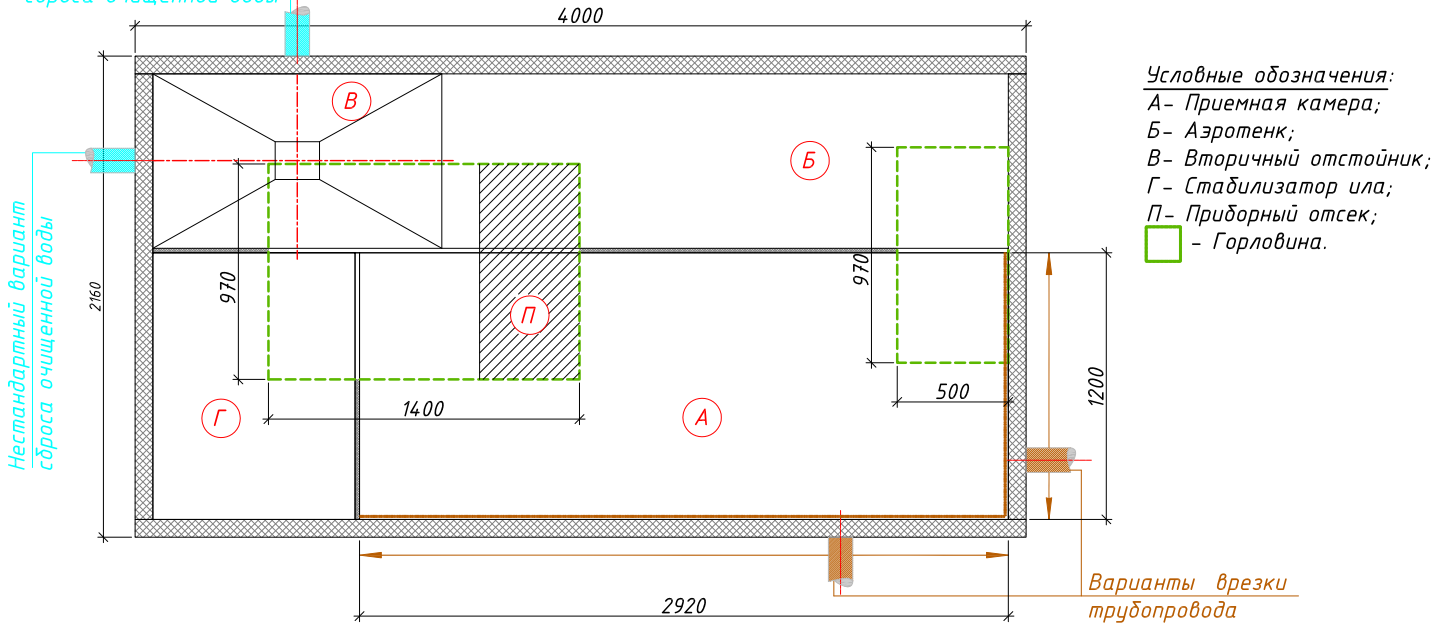 сброса очищенной воды
4000
Условные обозначения:
А- Приемная камера;
Б- Аэротенк;
В- Вторичный отстойник;
Г- Стабилизатор ила;
П- Приборный отсек;
- Горловина.
В
Б
Нестандартный вариант
сброса очищенной воды
2160
970
970
П
500
1200
1400
Г
А
Варианты врезки
трубопровода
2920